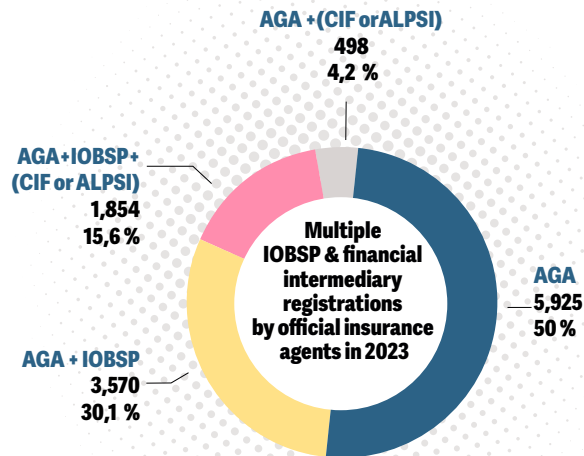 AGA +(CIF orALPSI)
498
4,2 %
AGA+IOBSP+
(CIF or ALPSI)
1,854
15,6 %
Multiple
IOBSP & financial
intermediary
registrations
by official insurance
agents in 2023
AGA
5,925
50 %
AGA + IOBSP
3,570
30,1 %